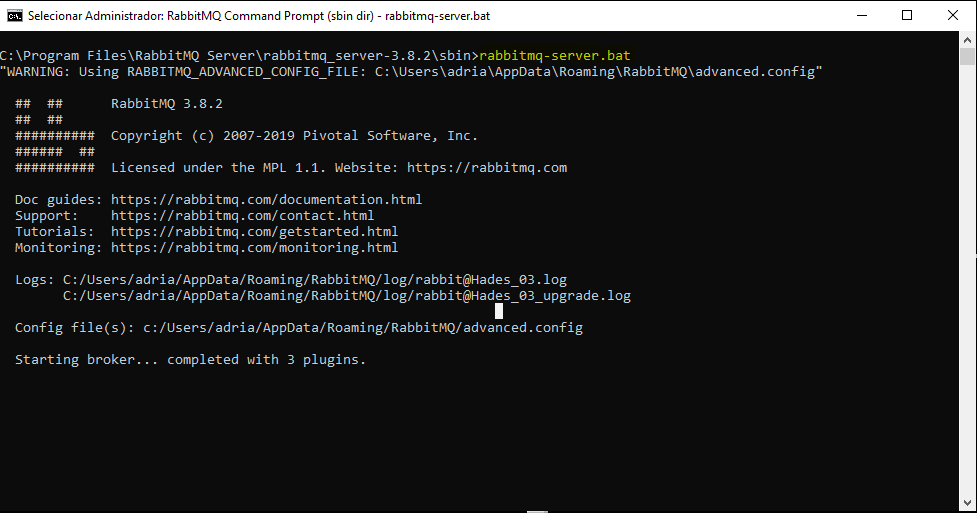 Selecionar Administrador: RabbitMQ Command Prompt (sbin dir) - rabbitmq-server.bat
C:\Program Files\RabbitMQ Server\rabbitmq_server-3.8.2\sbin>rabbitmq-server.bat
"WARNING: Using RABBITMQ_ADVANCED_CONFIG_FILE: C:\Users\adria\AppData\Roaming\RabbitMQ\advanced.config"
## ## RabbitMQ 3.8.2
## ##
########## Copyright (c) 2007-2019 Pivotal Software, Inc.
###### ##
########## Licensed under the MPL 1.1. Website: https://rabbitmq.com
Doc guides: https://rabbitmq.com/documentation.html
Support: https://rabbitmq.com/contact.html
Tutorials: https://rabbitmq.com/getstarted.html
Monitoring: https://rabbitmq.com/monitoring.html
Logs: C:/Users/adria/AppData/Roaming/RabbitMQ/log/rabbit@Hades_03.log
C:/Users/adria/AppData/Roaming/RabbitMQ/log/rabbit@Hades_03_upgrade.log
Config file(s): c:/Users/adria/AppData/Roaming/RabbitMQ/advanced.config
Starting broker... completed with 3 plugins.